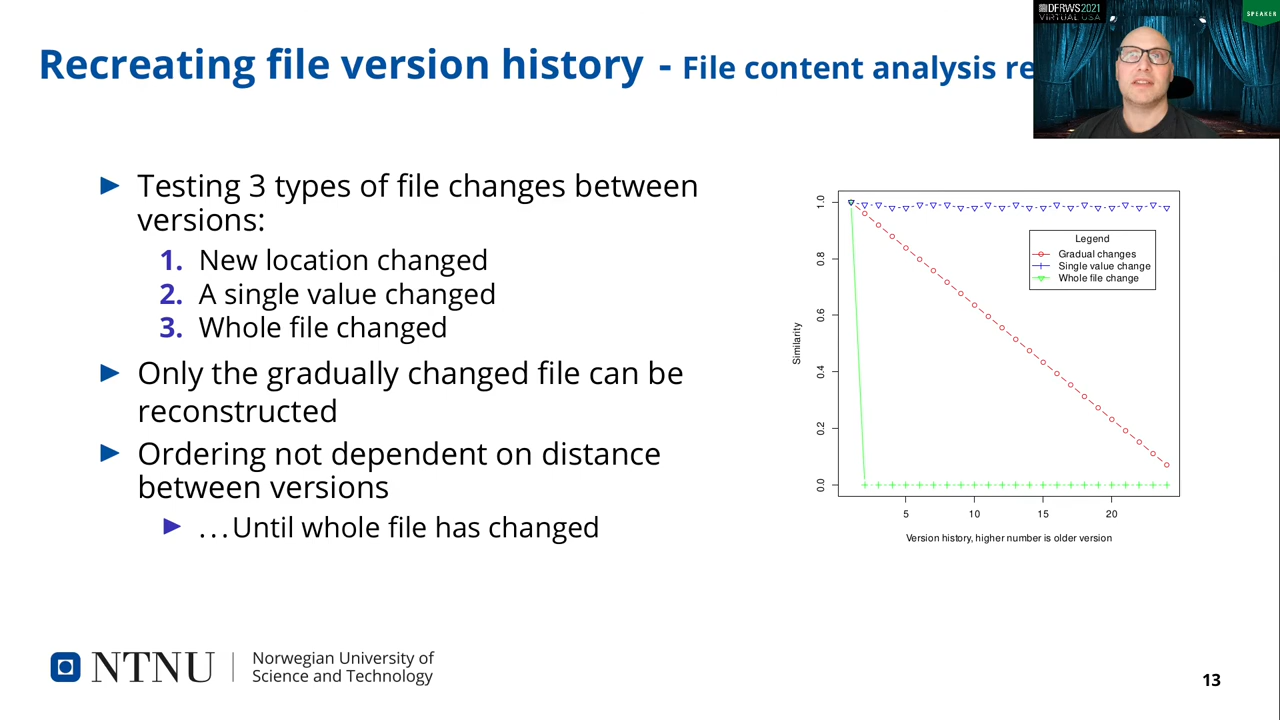 Recreating file version history - File content analysis re
DFRWS2021
VIRTUAL USA
SPEAKER
► Testing 3 types of file changes between
versions:
1. New location changed
2. A single value changed
3. Whole file changed
► Only the gradually changed file can be
reconstructed
► Ordering not dependent on distance
between versions
► ...Until whole file has changed
Similarity
1.0
0.8
0.6
0.4
0.2
0.0
Legend
Gradual changes
Single value change
Whole file change
5 10 15 20
Version history, higher number is older version
NTNU
Norwegian University of
Science and Technology
13